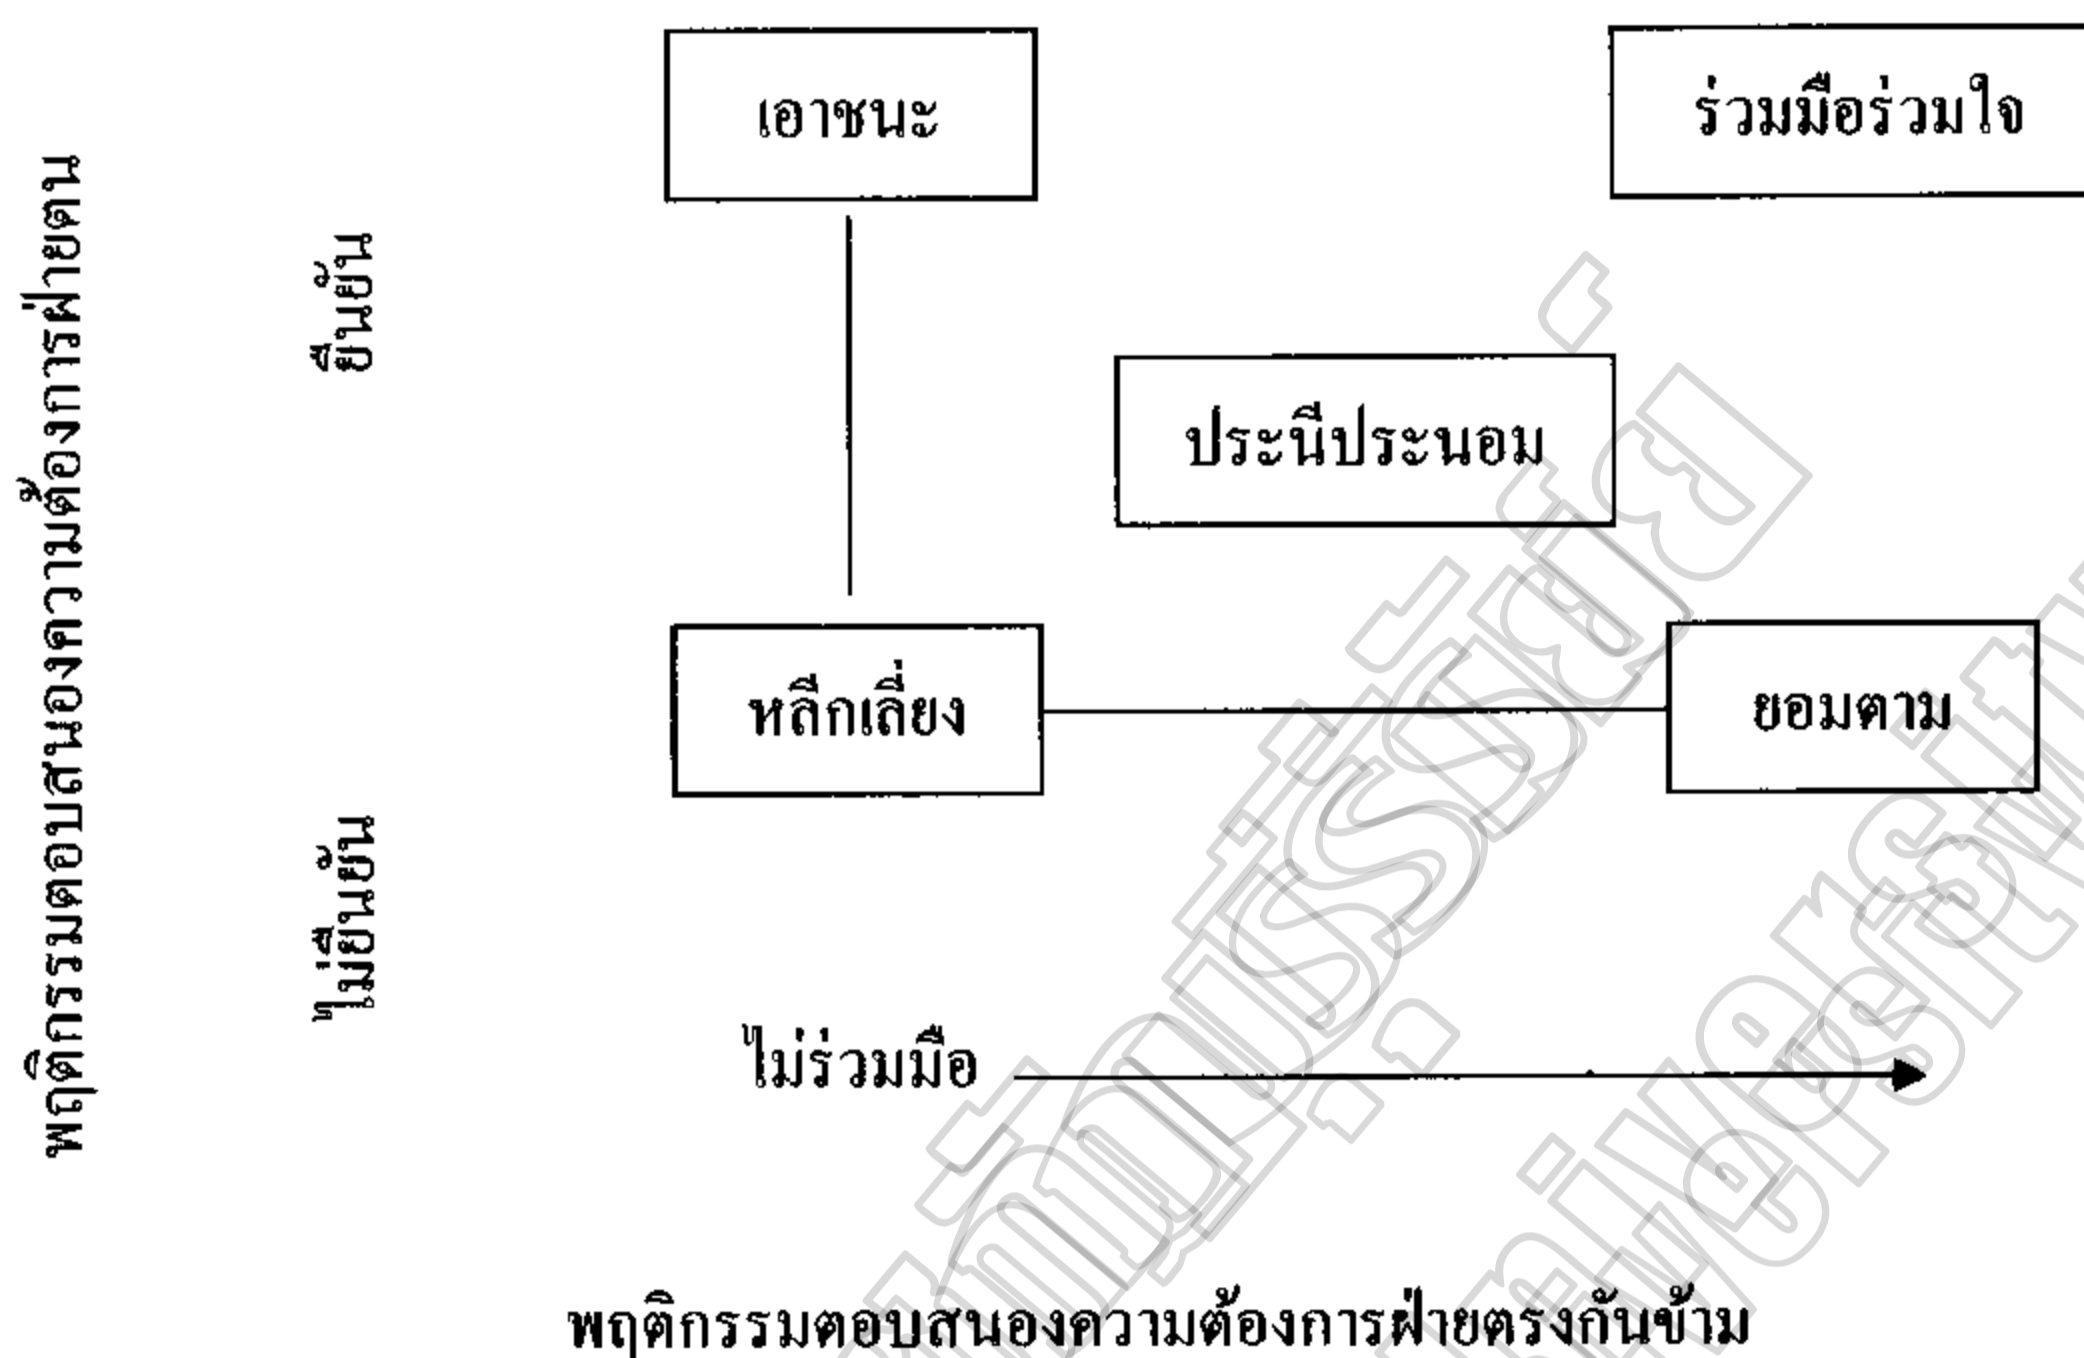 พฤติกรรมตอบสนองความต้องการฝ่ายตน
ยืนยัน
ไม่ยืนยัน
เอาชนะ
ร่วมมือร่วมใจ
ประนีประนอม
หลีกเลี่ยง
ยอมตาม
ไม่ร่วมมือ
พฤติกรรมตอบสนองความต้องการฝ่ายตรงกันข้าม